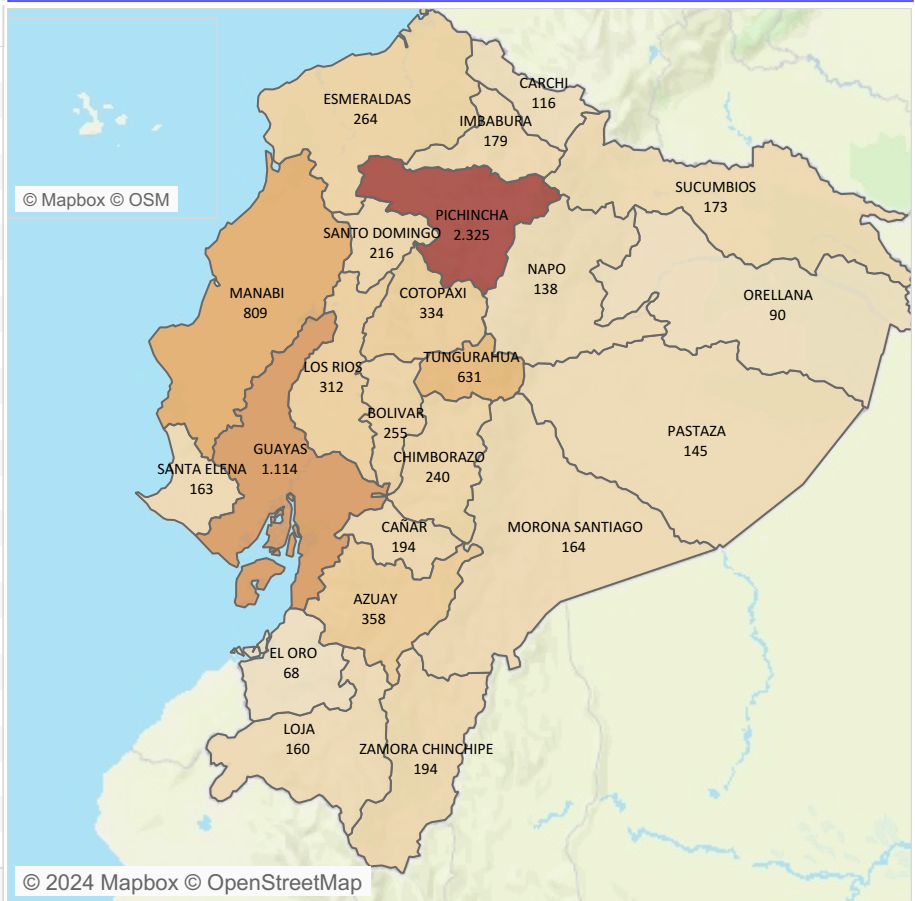 CARCHI
116
ESMERALDAS
264
IMBABURA
179
© Mapbox © OSM
SUCUMBIOS
173
PICHINCHA
2.325
SANTO DOMINGO
216
NAPO
138
MANABI
809
COTOPAXI
334
ORELLANA
90
TUNGURAHUA
631
LOS RIOS
312
BOLIVAR
255
PASTAZA
145
GUAYAS
1.114
CHIMBORAZO
240
SANTA ELENA
163
CAÑAR
194
MORONA SANTIAGO
164
AZUAY
358
EL ORO
68
LOJA
160
ZAMORA CHINCHIPE
194
© 2024 Mapbox © OpenStreetMap